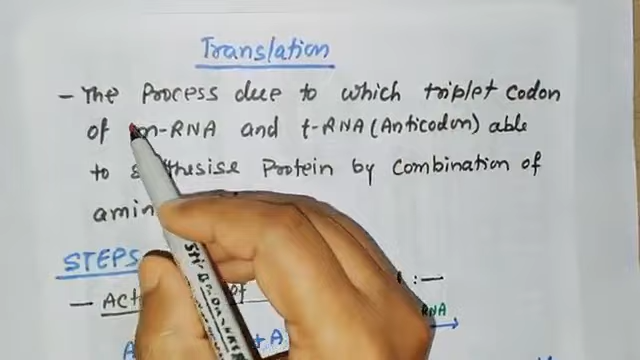 Translation
- The Process due to which triplet codon
of m-RNA and t-RNA (Anticodon) able
to Protein by Combination of
STEPS
RNA